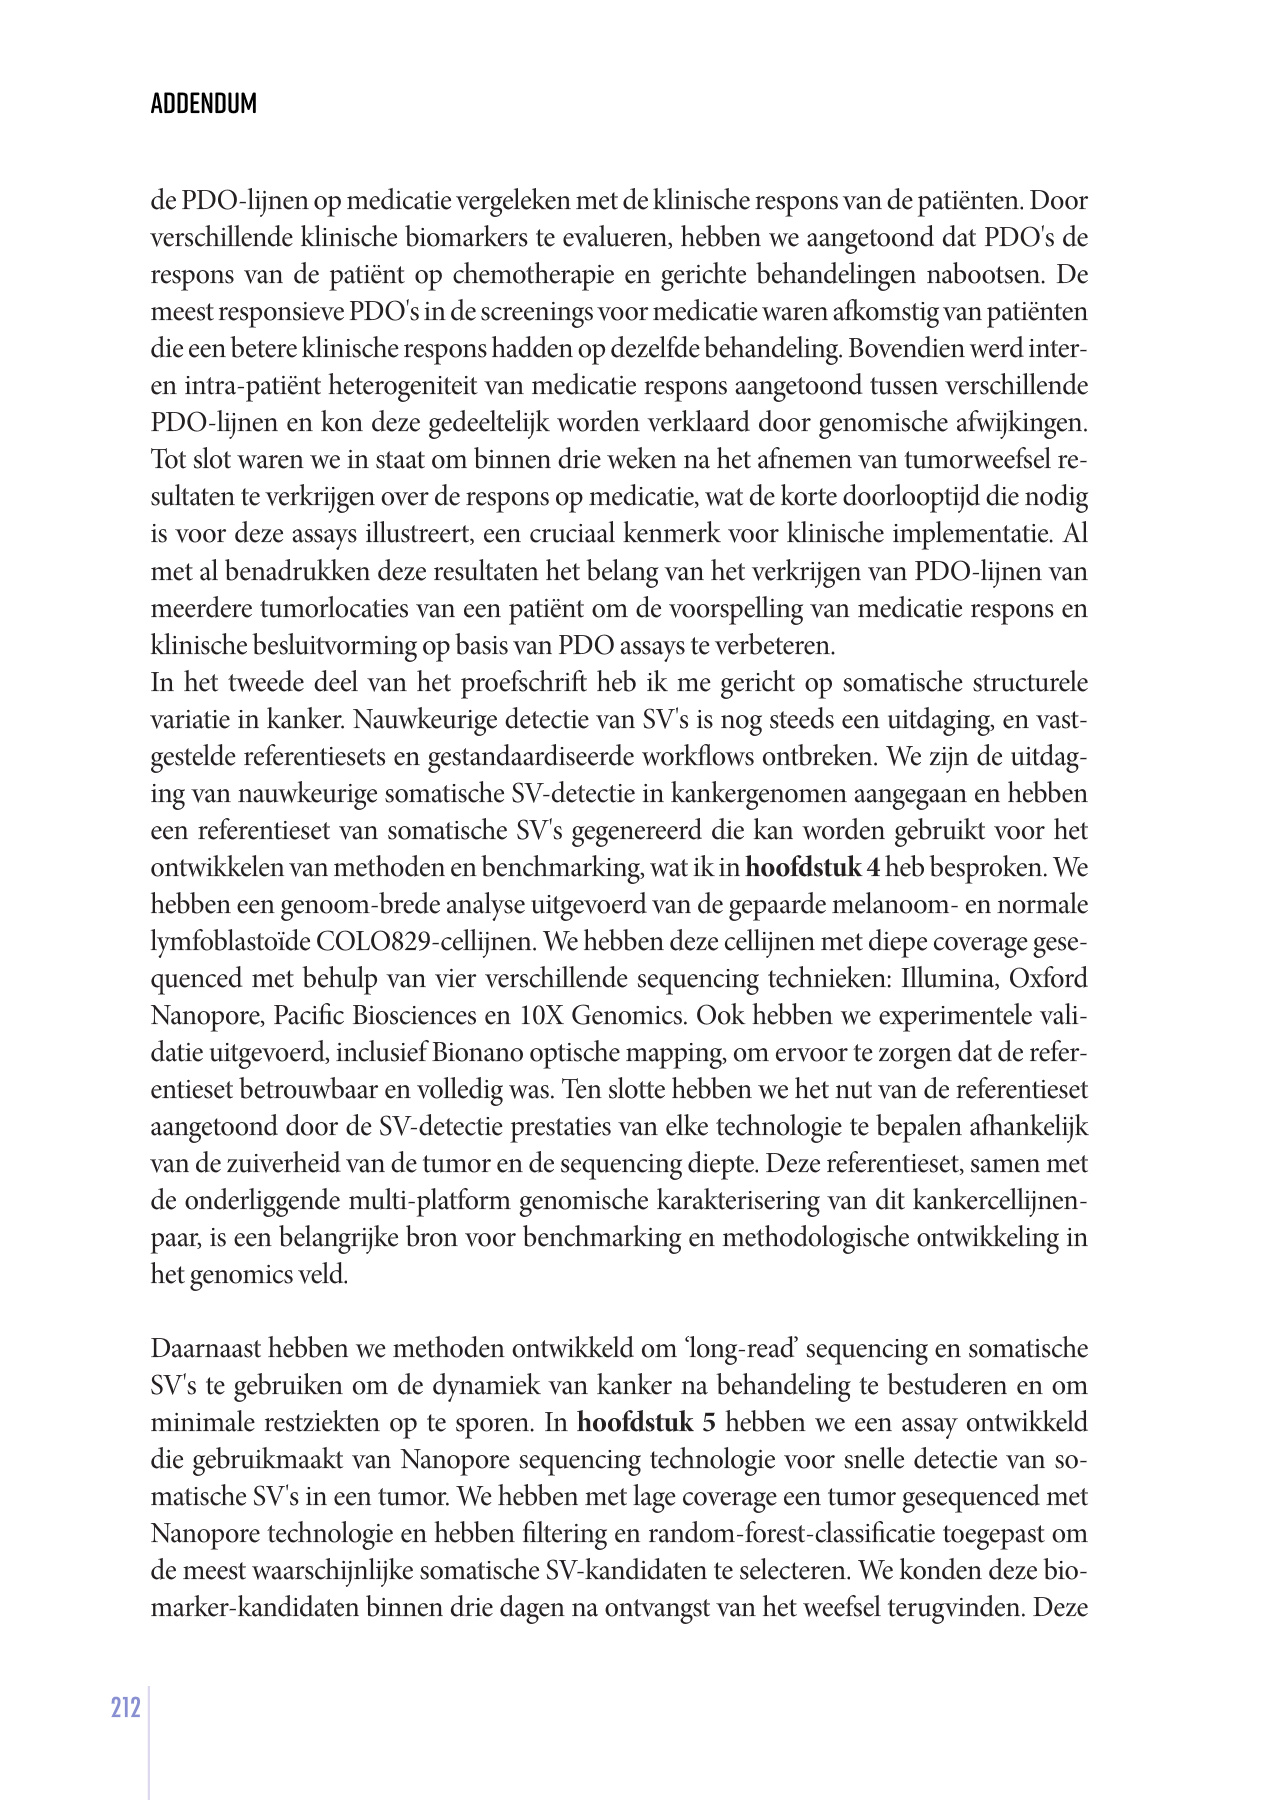 ADDENDUM
de PDO-lijnen op medicatie vergeleken met de klinische respons van de patiënten. Door
verschillende klinische biomarkers te evalueren, hebben we aangetoond dat PDO's de
respons van de patiënt op chemotherapie en gerichte behandelingen nabootsen. De
meest responsieve PDO's in de screenings voor medicatie waren afkomstig van patiënten
die een betere klinische respons hadden op dezelfde behandeling. Bovendien werd inter-
en intra-patiënt heterogeniteit van medicatie respons aangetoond tussen verschillende
PDO-lijnen en kon deze gedeeltelijk worden verklaard door genomische afwijkingen.
Tot slot waren we in staat om binnen drie weken na het afnemen van tumorweefsel re-
sultaten te verkrijgen over de respons op medicatie, wat de korte doorlooptijd die nodig
is voor deze assays illustreert, een cruciaal kenmerk voor klinische implementatie. Al
met al benadrukken deze resultaten het belang van het verkrijgen van PDO-lijnen van
meerdere tumorlocaties van een patiënt om de voorspelling van medicatie respons en
klinische besluitvorming op basis van PDO assays te verbeteren.
In het tweede deel van het proefschrift heb ik me gericht op somatische structurele
variatie in kanker. Nauwkeurige detectie van SV's is nog steeds een uitdaging, en vast-
gestelde referentiesets en gestandaardiseerde workflows ontbreken. We zijn de uitdag-
ing van nauwkeurige somatische SV-detectie in kankergenomen aangegaan en hebben
een referentieset van somatische SV's gegenereerd die kan worden gebruikt voor het
ontwikkelen van methoden en benchmarking, wat ik in hoofdstuk 4 heb besproken. We
hebben een genoom-brede analyse uitgevoerd van de gepaarde melanoom- en normale
lymfoblastoïde COLO829-cellijnen. We hebben deze cellijnen met diepe coverage gese-
quenced met behulp van vier verschillende sequencing technieken: Illumina, Oxford
Nanopore, Pacific Biosciences en 10X Genomics. Ook hebben we experimentele vali-
datie uitgevoerd, inclusief Bionano optische mapping, om ervoor te zorgen dat de refer-
entieset betrouwbaar en volledig was. Ten slotte hebben we het nut van de referentieset
aangetoond door de SV-detectie prestaties van elke technologie te bepalen afhankelijk
van de zuiverheid van de tumor en de sequencing diepte. Deze referentieset, samen met
de onderliggende multi-platform genomische karakterisering van dit kankercellijnen-
paar, is een belangrijke bron voor benchmarking en methodologische ontwikkeling in
het genomics veld.
Daarnaast hebben we methoden ontwikkeld om ‘long-read’ sequencing en somatische
SV's te gebruiken om de dynamiek van kanker na behandeling te bestuderen en om
minimale restziekten op te sporen. In hoofdstuk 5 hebben we een assay ontwikkeld
die gebruikmaakt van Nanopore sequencing technologie voor snelle detectie van so-
matische SV's in een tumor. We hebben met lage coverage een tumor gesequenced met
Nanopore technologie en hebben filtering en random-forest-classificatie toegepast om
de meest waarschijnlijke somatische SV-kandidaten te selecteren. We konden deze bio-
marker-kandidaten binnen drie dagen na ontvangst van het weefsel terugvinden. Deze
212